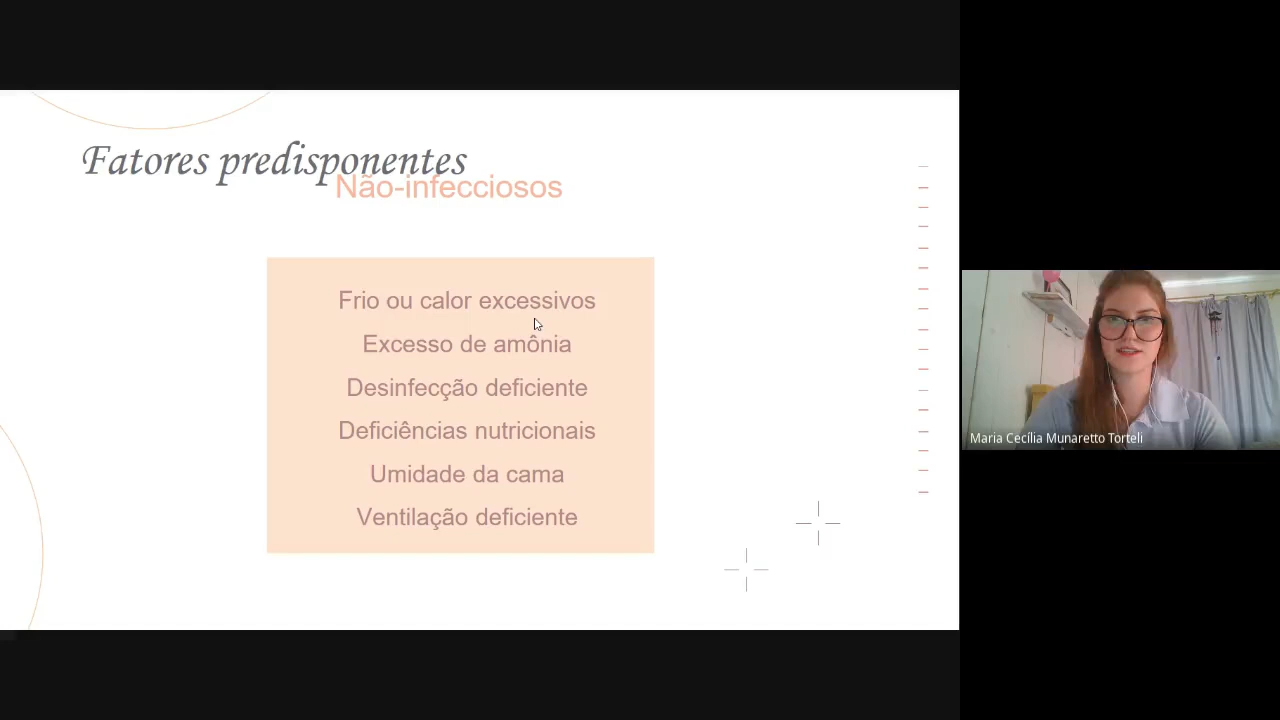 Fatores predisponentes
Não-infecciosos
Frio ou calor excessivos
Excesso de amônia
Desinfecção deficiente
Deficiências nutricionais
Umidade da cama
Ventilação deficiente
Maria Cecília Munaretto Torteli